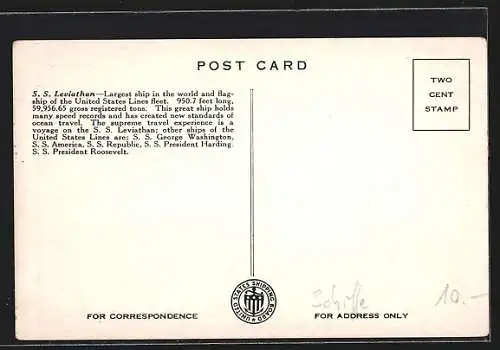 POST CARD
TWO
CENT
STAMP
S. S. Leviathan—Largest ship in the world and flag-
ship of the United States Lines fleet. 950.7 feet long,
59,956.65 gross registered tons. This great ship holds
many speed records and has created new standards of
ocean travel. The supreme travel experience is a
voyage on the S. S. Leviathan; other ships of the
United States Lines are: S. S. George Washington,
S. S. America, S. S. Republic, S. S. President Harding.
S. S. President Roosevelt.
UNITED STATES SHIPPING BOARD
Schiffe
10.-
FOR CORRESPONDENCE
FOR ADDRESS ONLY